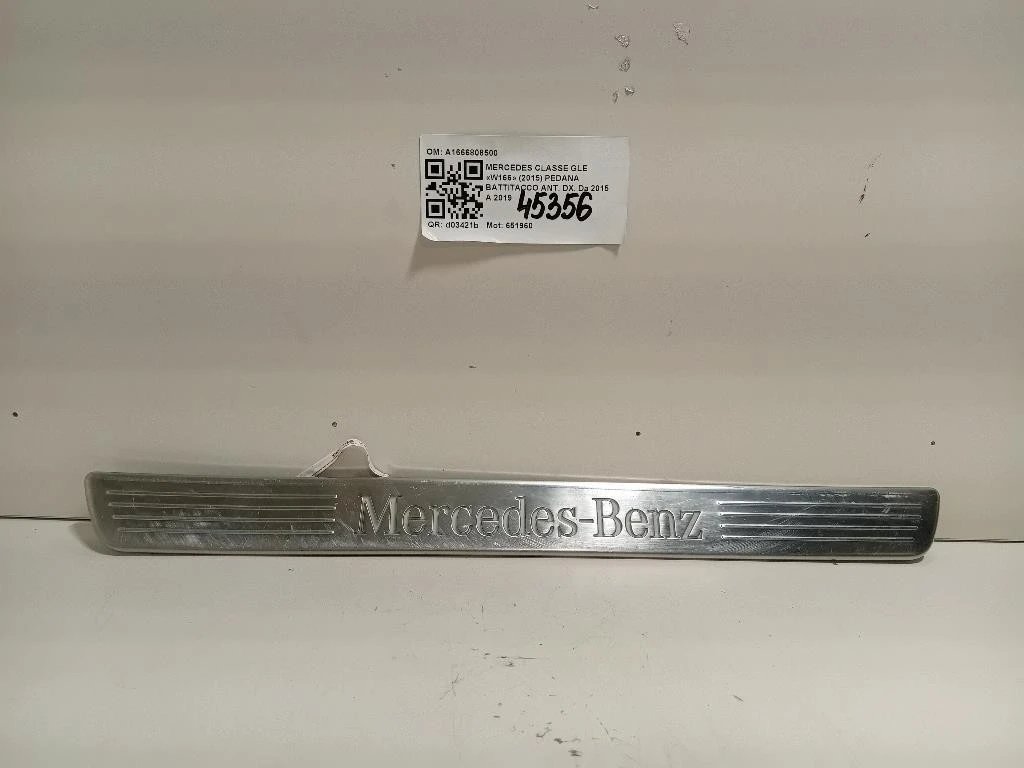 OM: A1666808500
MERCEDES CLASSE GLE
«W166» (2015) PEDANA
BATTITACCO ANT. DX. Da 2015
A 2019
45356
QR: d03421b Mot: 651960
Mercedes-Benz